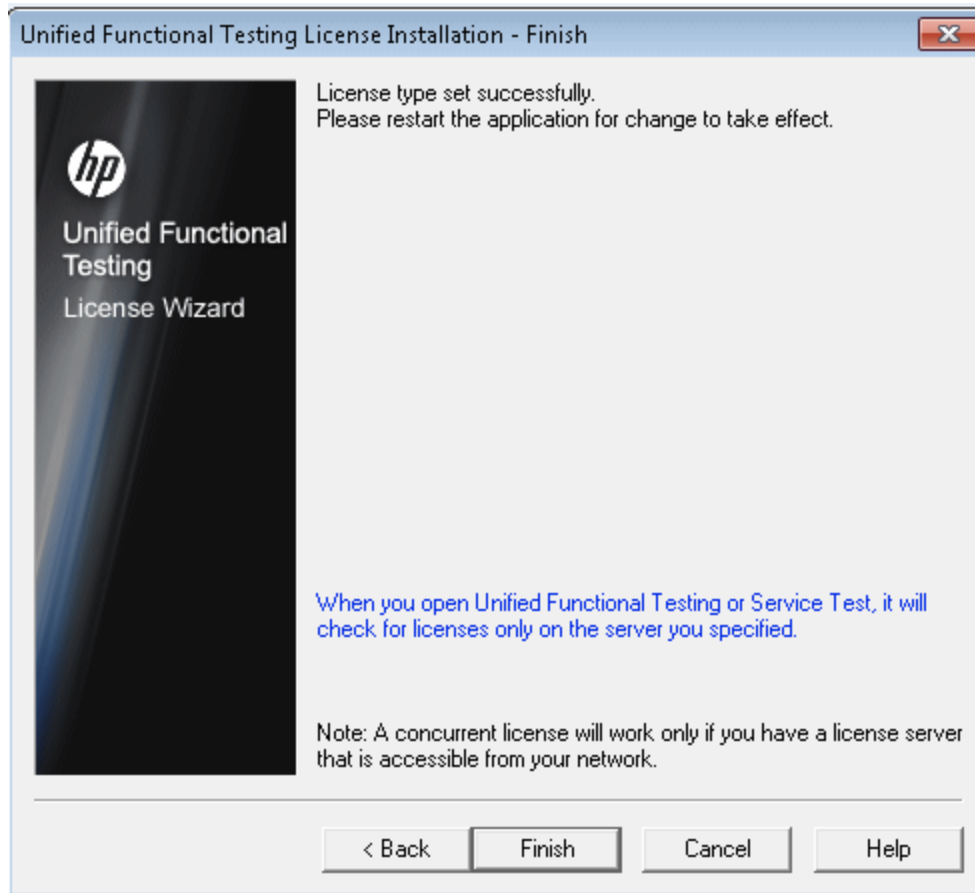 Unified Functional Testing License Installation - Finish
hp
Unified Functional
Testing
License Wizard
License type set successfully.
Please restart the application for change to take effect.
When you open Unified Functional Testing or Service Test, it will
check for licenses only on the server you specified.
Note: A concurrent license will work only if you have a license server
that is accessible from your network.
< Back
Finish
Cancel
Help